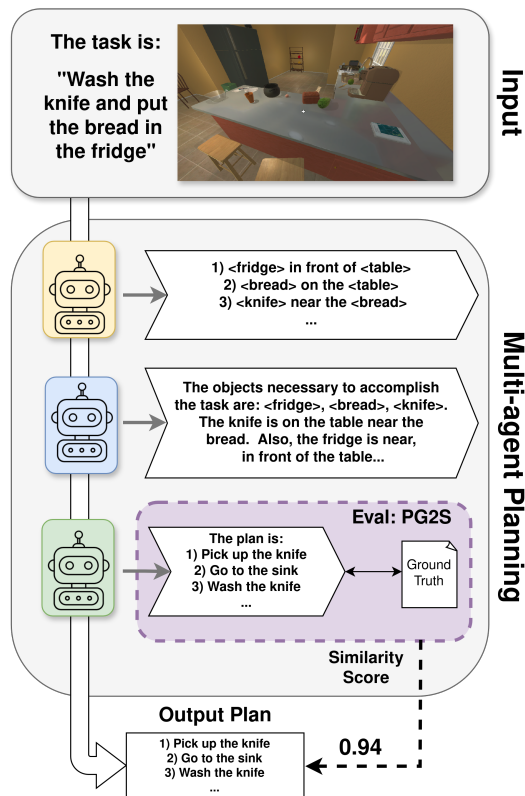 The task is:
"Wash the
knife and put
the bread in
the fridge"
Input
1) <fridge> in front of <table>
2) <bread> on the <table>
3) <knife> near the <bread>
...
The objects necessary to accomplish
the task are: <fridge>, <bread>, <knife>.
The knife is on the table near the
bread. Also, the fridge is near,
in front of the table...
Multi-agent Planning
Eval: PG2S
The plan is:
1) Pick up the knife
2) Go to the sink
3) Wash the knife
...
Ground
Truth
Similarity
Score
Output Plan
0.94
1) Pick up the knife
2) Go to the sink
3) Wash the knife
...